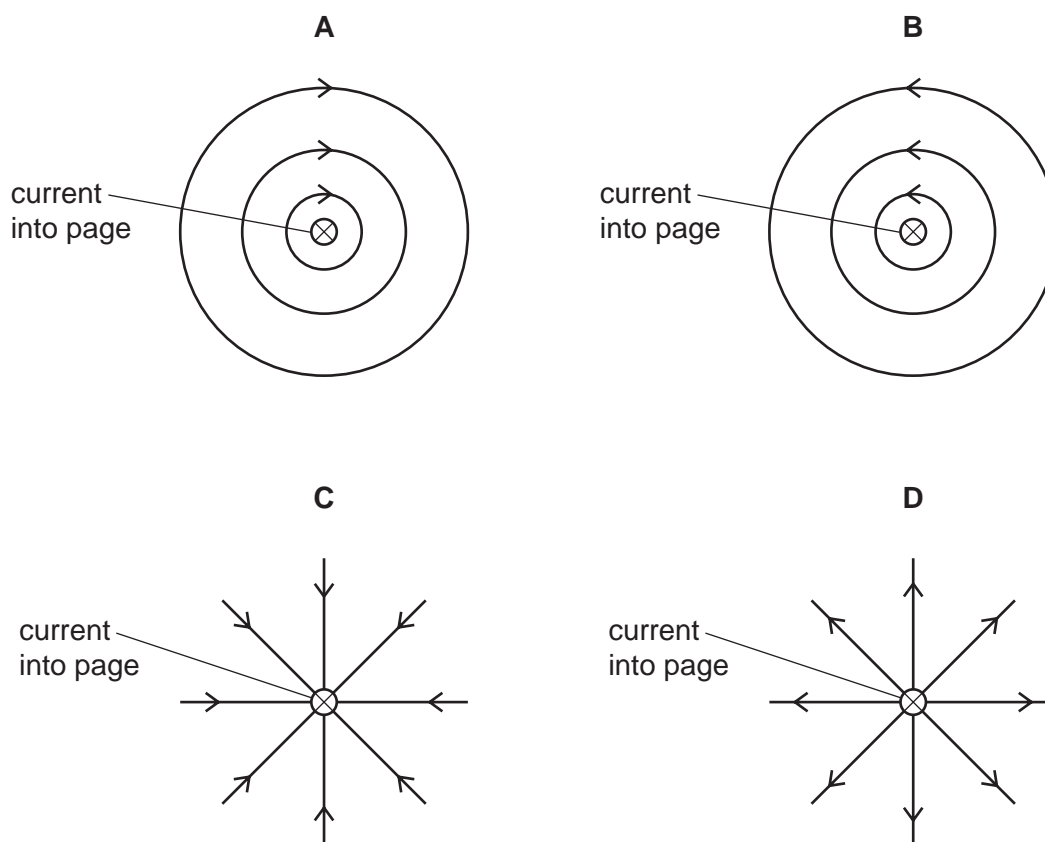 A
B
current
into page
current
into page
C
D
current
into page
current
into page